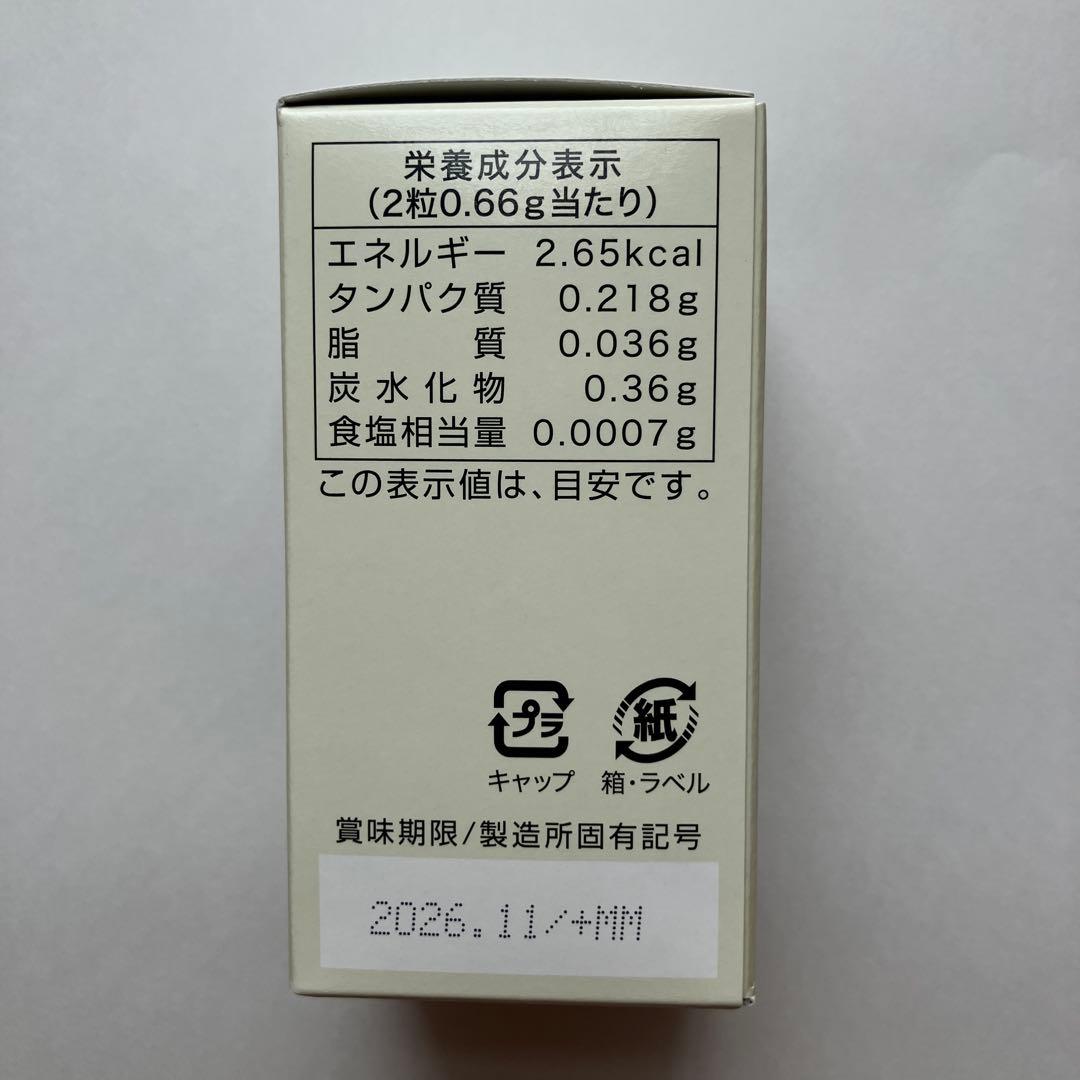 栄養成分表示
(2粒0.66g当たり)
エネルギー 2.65kcal
タンパク質 0.218g
脂質 0.036g
炭水化物 0.36g
食塩相当量 0.0007g
この表示値は、目安です。
プラ 紙
キャップ 箱・ラベル
賞味期限/製造所固有記号
2026.11/+MM